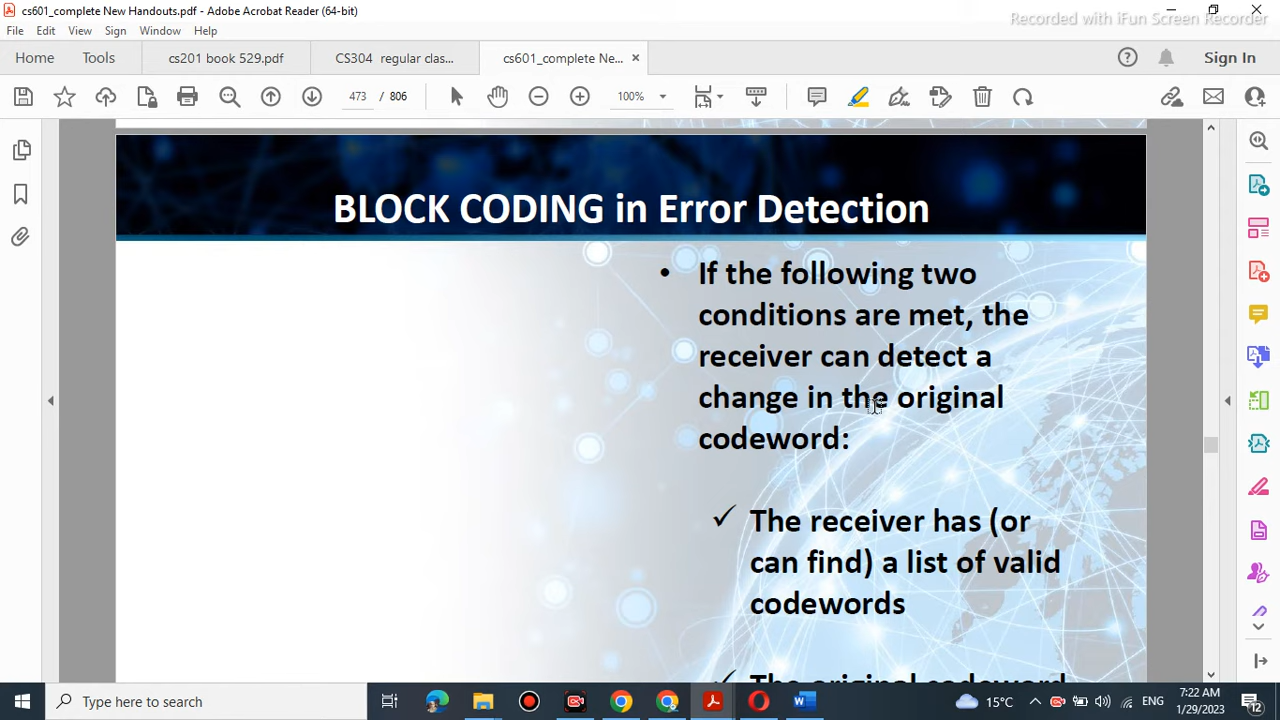 cs601_complete New Handouts.pdf - Adobe Acrobat Reader (64-bit)
Recorded with iFun Screen Recorder
File Edit View Sign Window Help
Home Tools cs201 book 529.pdf CS304 regular clas... cs601_complete Ne... Sign In
473 / 806 100%
BLOCK CODING in Error Detection
• If the following two
conditions are met, the
receiver can detect a
change in the original
codeword:
✓ The receiver has (or
can find) a list of valid
codewords
✓ The original codeword
Type here to search
15°C ENG 7:22 AM
1/29/2023 12